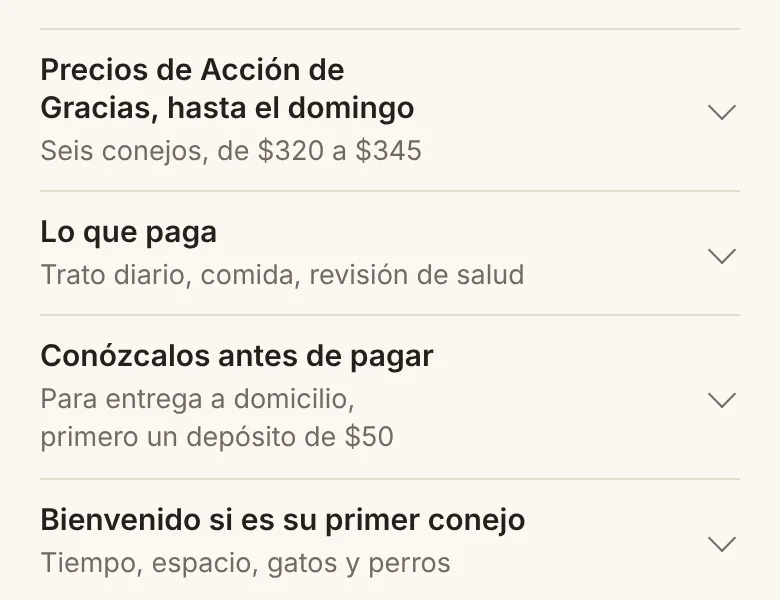 Precios de Acción de
Gracias, hasta el domingo
Seis conejos, de $320 a $345
Lo que paga
Trato diario, comida, revisión de salud
Conózcalos antes de pagar
Para entrega a domicilio,
primero un depósito de $50
Bienvenido si es su primer conejo
Tiempo, espacio, gatos y perros